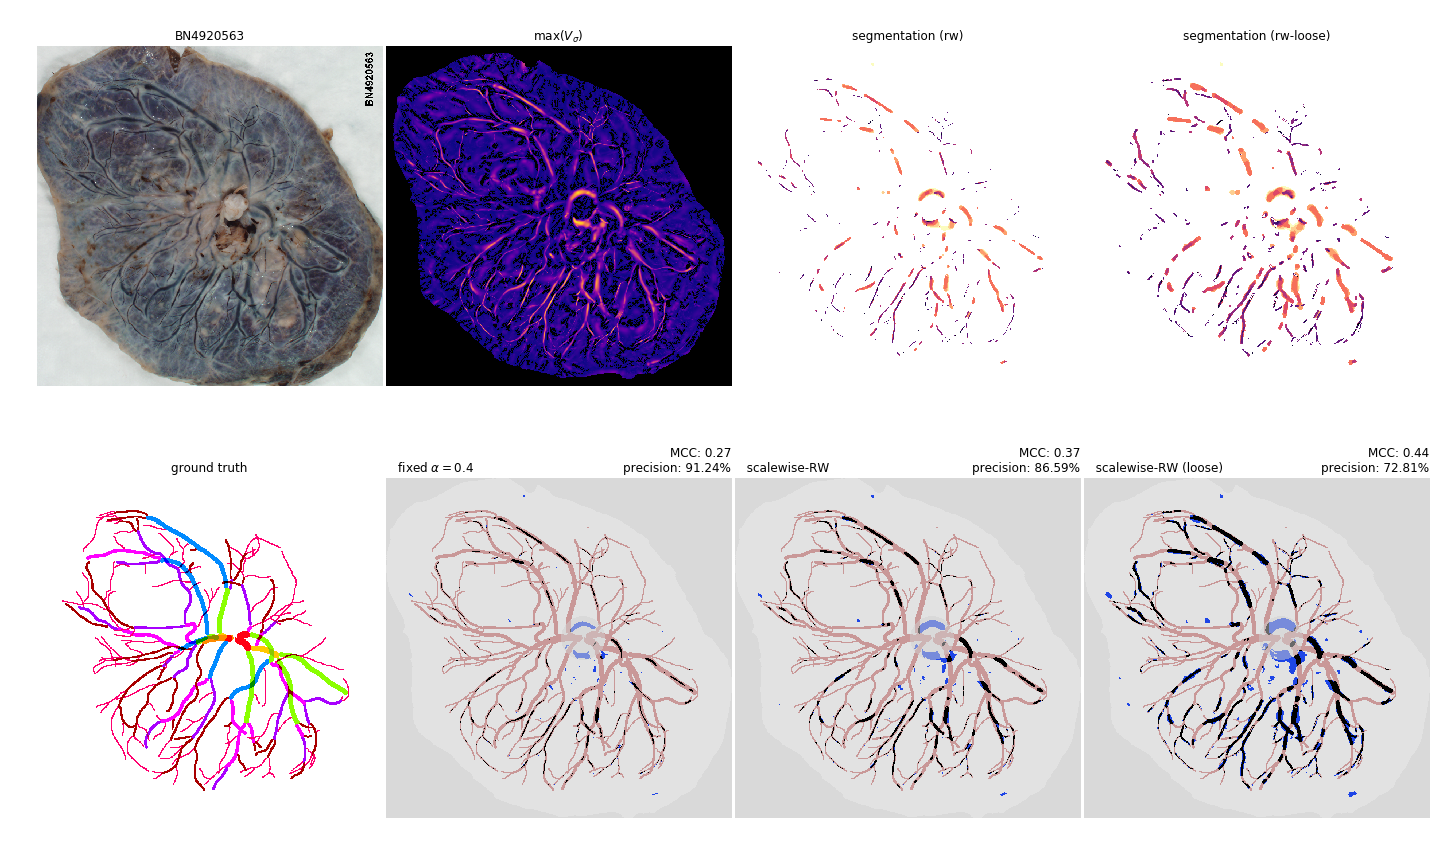 BN4920563
max(V_σ)
segmentation (rw)
segmentation (rw-loose)
BN4920563
ground truth
fixed α = 0.4
MCC: 0.27
precision: 91.24%
scalewise-RW
MCC: 0.37
precision: 86.59%
scalewise-RW (loose)
MCC: 0.44
precision: 72.81%